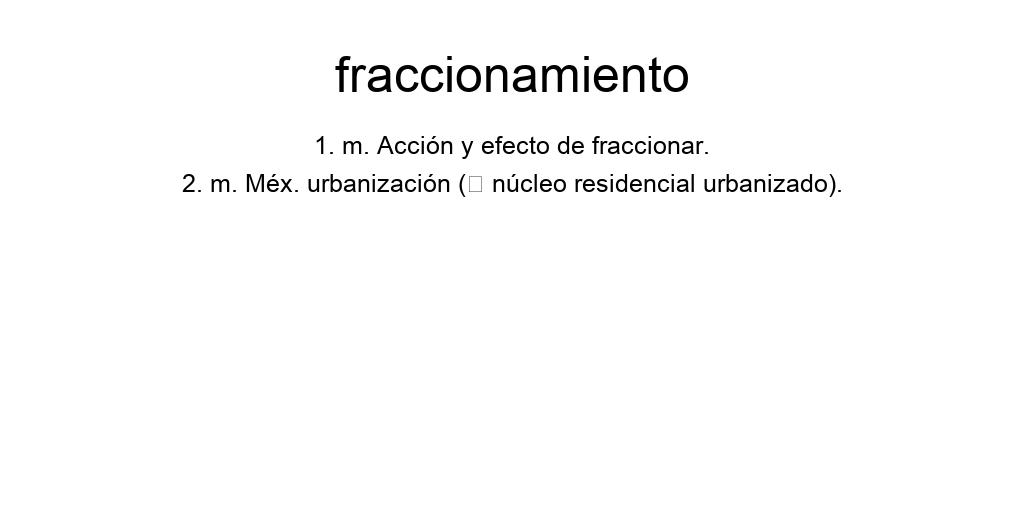 fraccionamiento
1. m. Acción y efecto de fraccionar.
2. m. Méx. urbanización (□ núcleo residencial urbanizado).